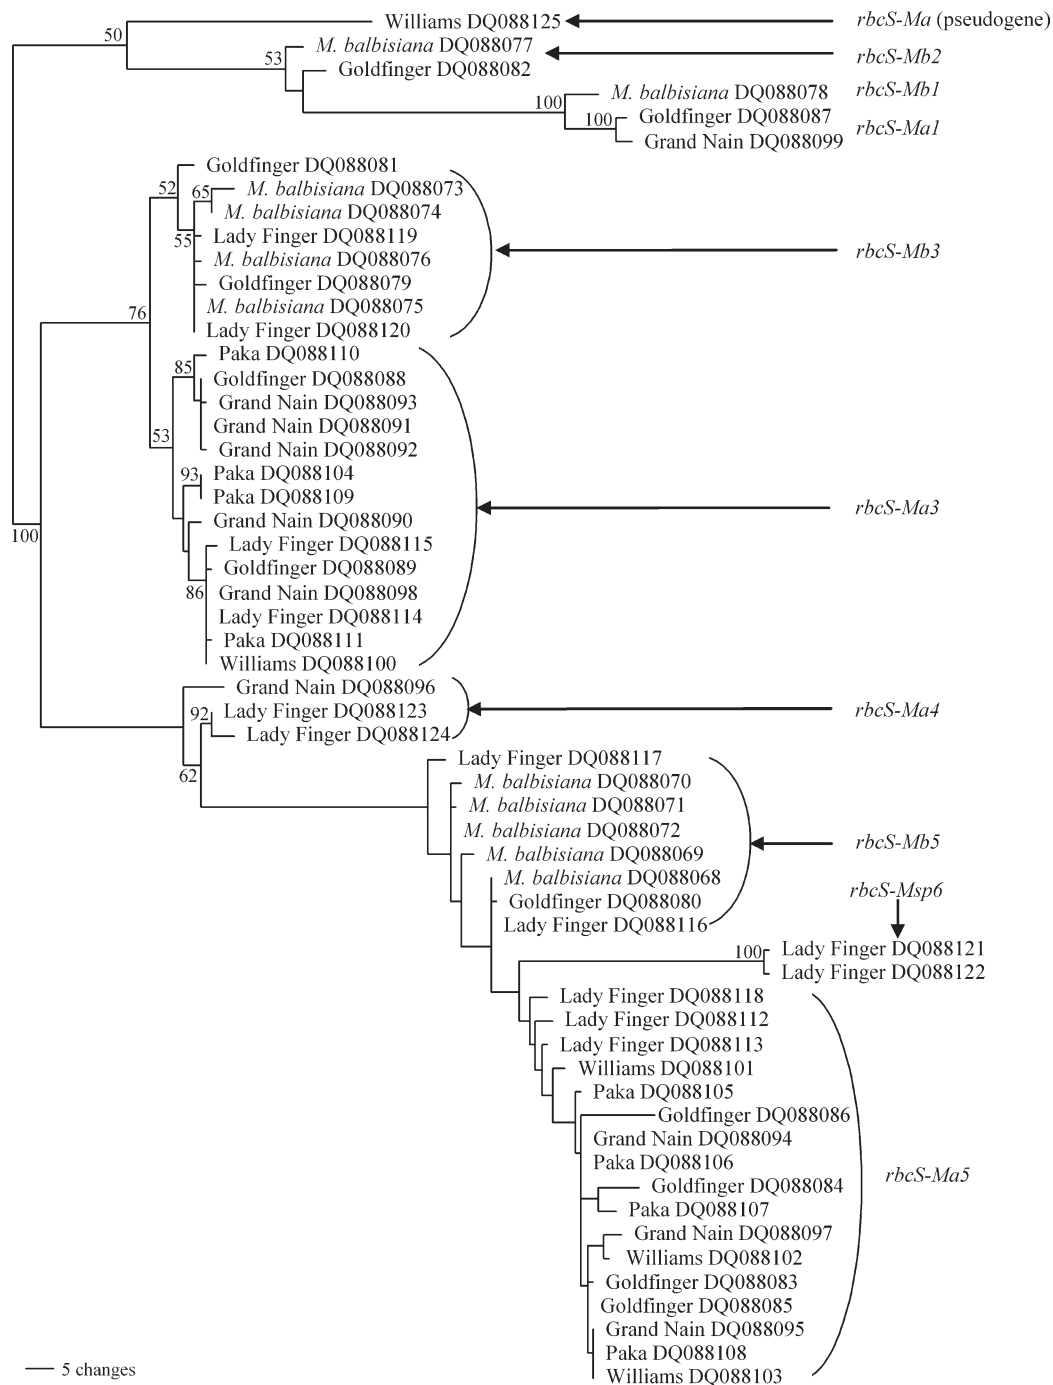 Williams DQ088125
rbcS-Ma (pseudogene)
50
M. balbisiana DQ088077
rbcS-Mb2
53
Goldfinger DQ088082
M. balbisiana DQ088078
rbcS-Mb1
100
Goldfinger DQ088087
100
rbcS-Ma1
Grand Nain DQ088099
Goldfinger DQ088081
52
65
M. balbisiana DQ088073
M. balbisiana DQ088074
Lady Finger DQ088119
55
rbcS-Mb3
M. balbisiana DQ088076
Goldfinger DQ088079
M. balbisiana DQ088075
76
Lady Finger DQ088120
Paka DQ088110
85
Goldfinger DQ088088
Grand Nain DQ088093
Grand Nain DQ088091
53
Grand Nain DQ088092
93
Paka DQ088104
Paka DQ088109
rbcS-Ma3
Grand Nain DQ088090
100
Lady Finger DQ088115
Goldfinger DQ088089
86
Grand Nain DQ088098
Lady Finger DQ088114
Paka DQ088111
Williams DQ088100
Grand Nain DQ088096
92
Lady Finger DQ088123
rbcS-Ma4
Lady Finger DQ088124
Lady Finger DQ088117
62
M. balbisiana DQ088070
M. balbisiana DQ088071
M. balbisiana DQ088072
rbcS-Mb5
M. balbisiana DQ088069
M. balbisiana DQ088068
rbcS-Msp6
Goldfinger DQ088080
Lady Finger DQ088116
100
Lady Finger DQ088121
Lady Finger DQ088122
Lady Finger DQ088118
Lady Finger DQ088112
Lady Finger DQ088113
Williams DQ088101
Paka DQ088105
Goldfinger DQ088086
Grand Nain DQ088094
Paka DQ088106
rbcS-Ma5
Goldfinger DQ088084
Paka DQ088107
Grand Nain DQ088097
Williams DQ088102
Goldfinger DQ088083
Goldfinger DQ088085
Grand Nain DQ088095
Paka DQ088108
Williams DQ088103
5 changes